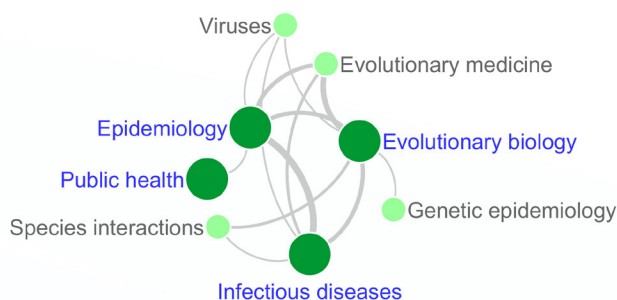 Viruses
Evolutionary medicine
Epidemiology
Evolutionary biology
Public health
Genetic epidemiology
Species interactions
Infectious diseases